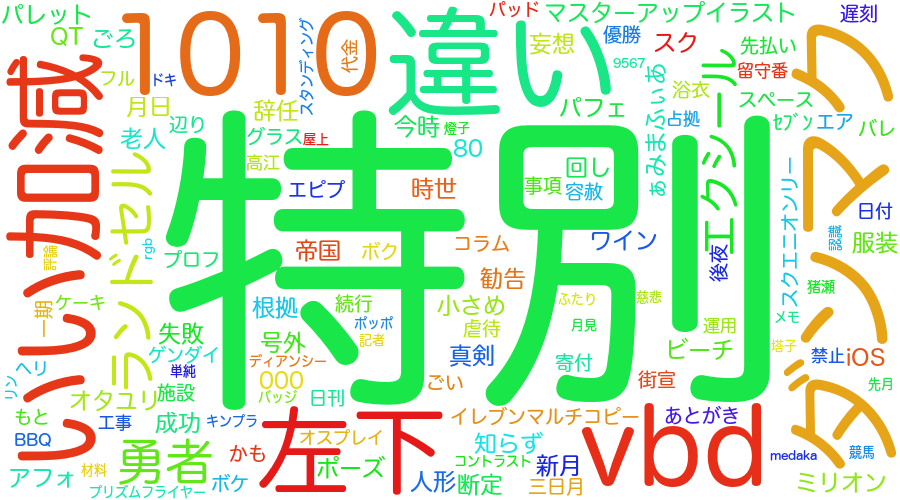 パレット
1010
パッド
マスターアップイラスト
遅刻
QT
ごろ
スタンディング
代金
違い
妄想
優勝
スク
先払い
ワンマンダフ
フル
ドキ
9567
留守番
いい加減
月日
辞任
パフェ
浴衣
スペース
老人
辺り
グラス
屋上
今時
燈子
80
あみまふぃあ
占拠
ｾﾌﾞﾝ
エア
バレ
高江
特別
回し
エクシール
ランドセル
エピプ
時世
事項
容赦
メスクエニオンリー
日付
rgb
プロフ
帝国
ボク
コラム
ワイン
後夜
認識
服装
評論
勧告
一期
ケーキ
根拠
続行
小さめ
ふたり
慈悲
猪瀬
失敗
号外
ポッポ
記者
虐待
月見
運用
メモ
ゲンダイ
真剣
ビーチ
塔子
ヘリ
単純
ディアンシー
寄付
禁止
iOS
リン
オタユリ
施設
000
バッジ
日刊
ごい
街宣
先月
もと
工事
成功
キンプラ
左下
イレブンマルチコピー
vbd
あとがき
BBQ
勇者
かも
オスプレイ
知らず
コントラスト
medaka
競馬
アフォ
材料
ボケ
ポーズ
人形
断定
新月
三日月
ミリオン
プリズムフライヤー